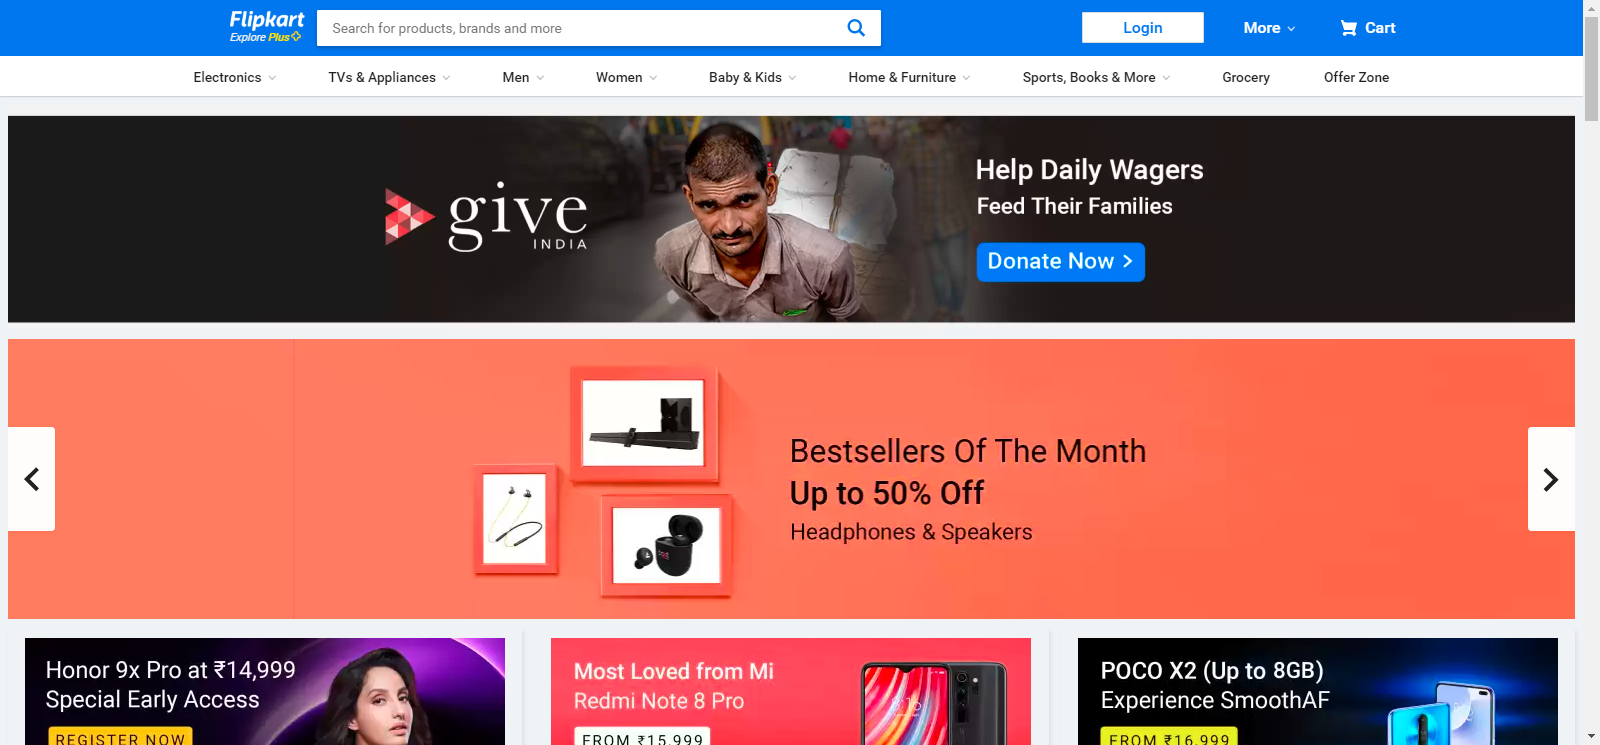 Flipkart
Explore Plus
Search for products, brands and more
Login
More
Cart
Electronics
TVs & Appliances
Men
Women
Baby & Kids
Home & Furniture
Sports, Books & More
Grocery
Offer Zone
give
INDIA
Help Daily Wagers
Feed Their Families
Donate Now >
Bestsellers Of The Month
Up to 50% Off
Headphones & Speakers
Honor 9x Pro at ₹14,999
Special Early Access
REGISTER NOW
Most Loved from Mi
Redmi Note 8 Pro
FROM ₹15,999
POCO X2 (Up to 8GB)
Experience SmoothAF
FROM ₹16,999